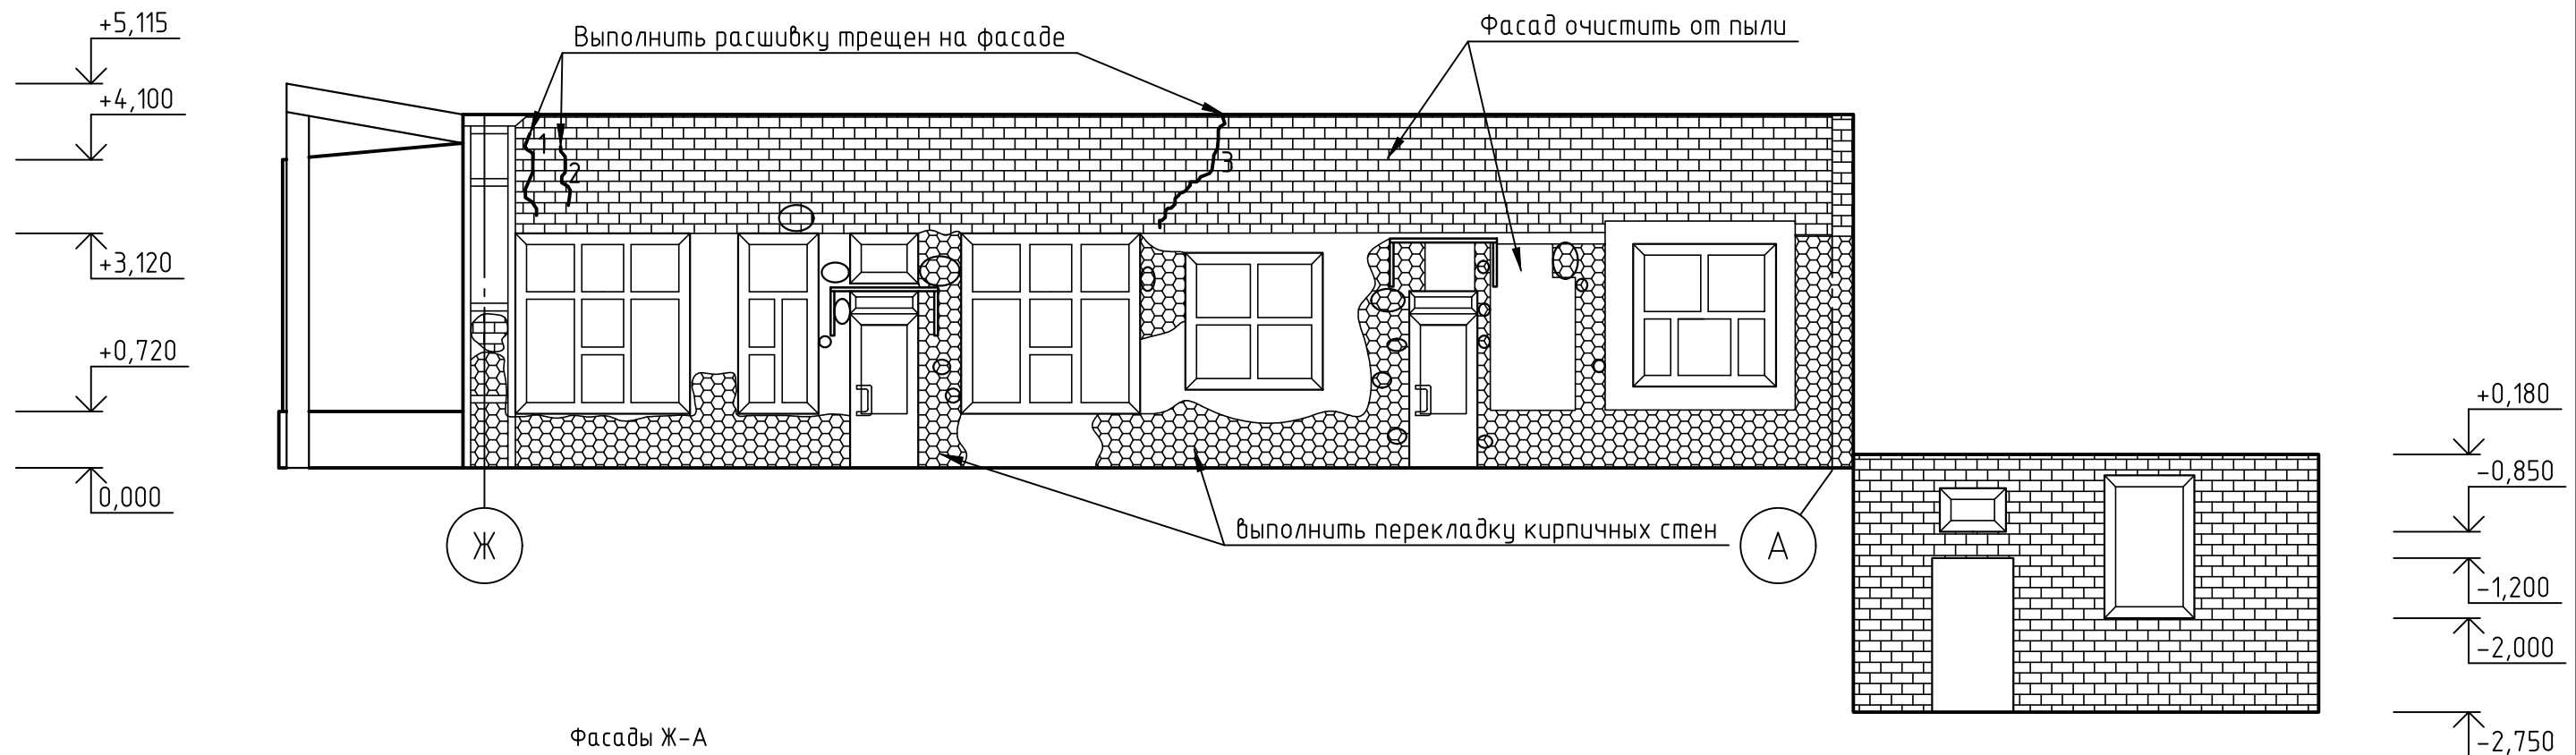 +5,115
Выполнить расшивку трещен на фасаде
Фасад очистить от пыли
+4,100
1
2
3
+3,120
+0,720
+0,180
-0,850
0,000
выполнить перекладку кирпичных стен
Ж
А
-1,200
-2,000
Фасады Ж-А
-2,750